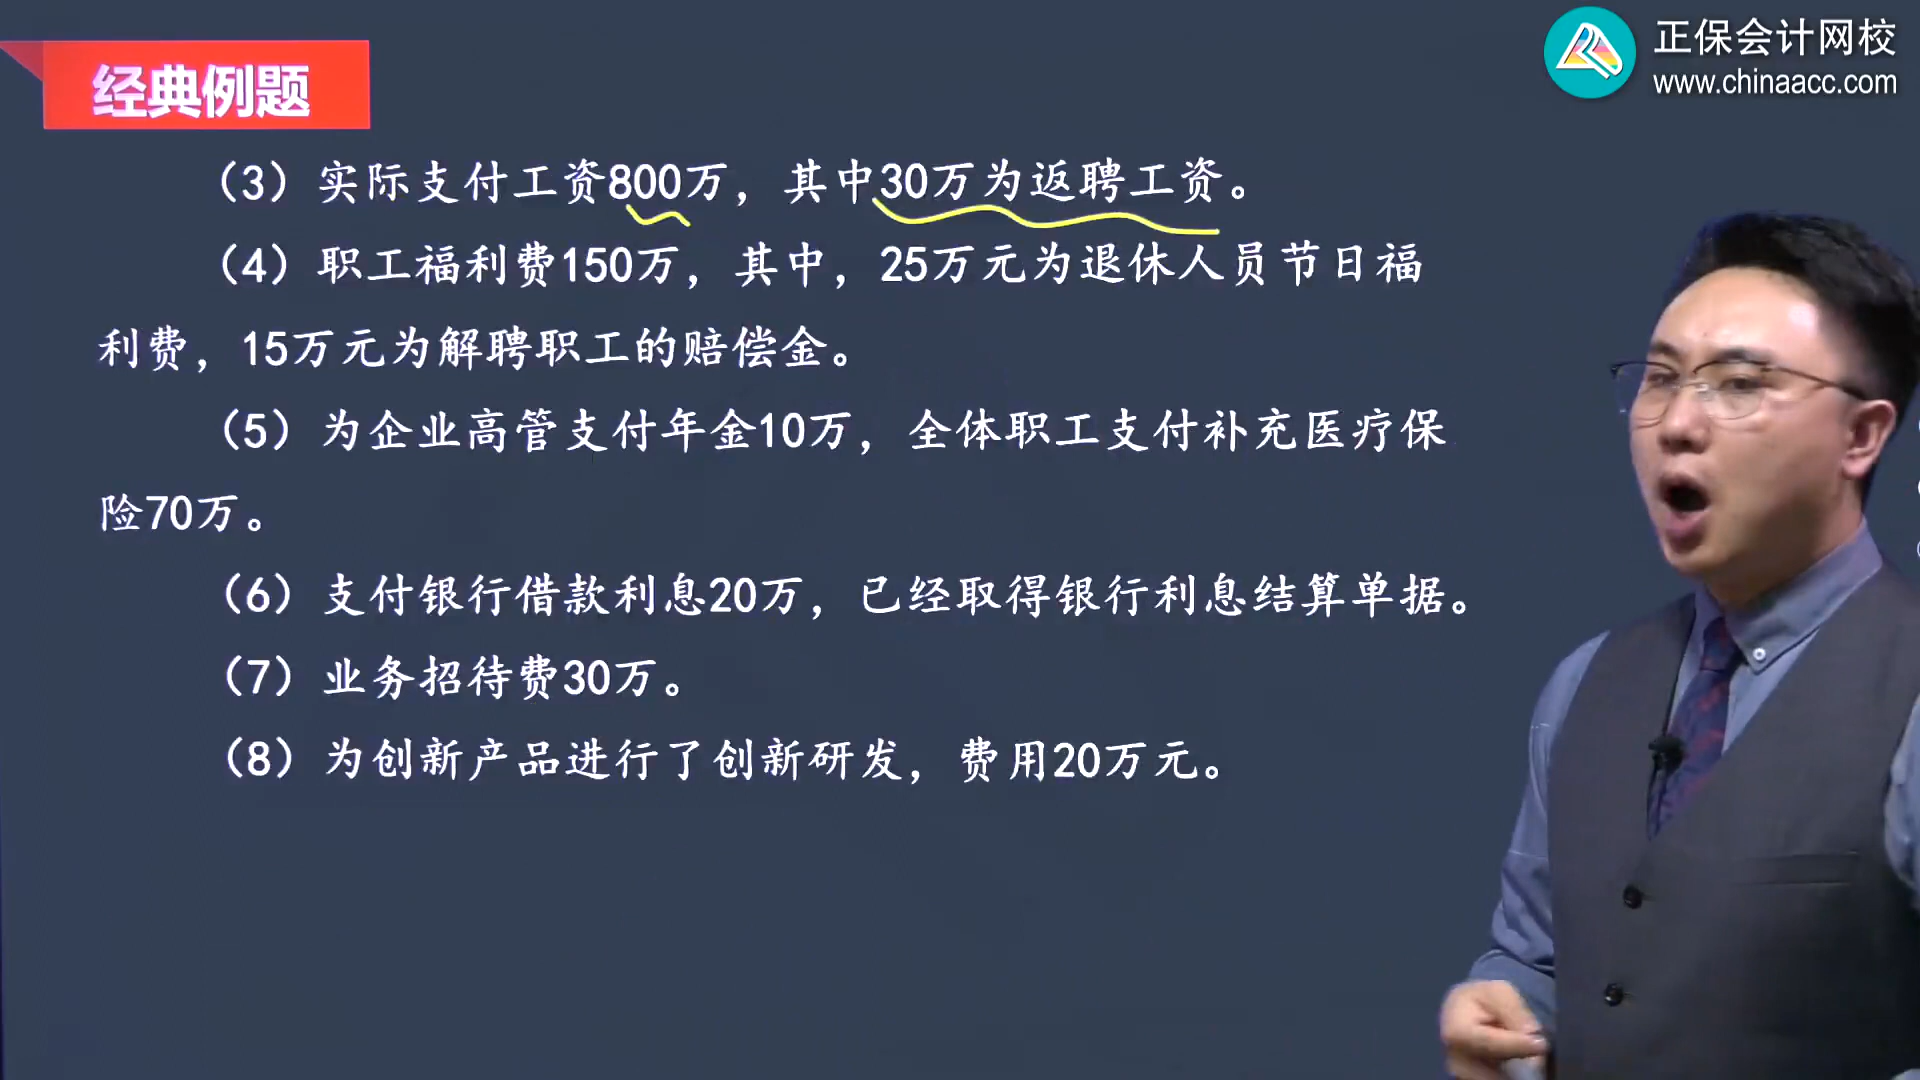 正保会计网校
www.chinaacc.com
经典例题
（3）实际支付工资800万，其中30万为返聘工资。
（4）职工福利费150万，其中，25万元为退休人员节日福
利费，15万元为解聘职工的赔偿金。
（5）为企业高管支付年金10万，全体职工支付补充医疗保
险70万。
（6）支付银行借款利息20万，已经取得银行利息结算单据。
（7）业务招待费30万。
（8）为创新产品进行了创新研发，费用20万元。